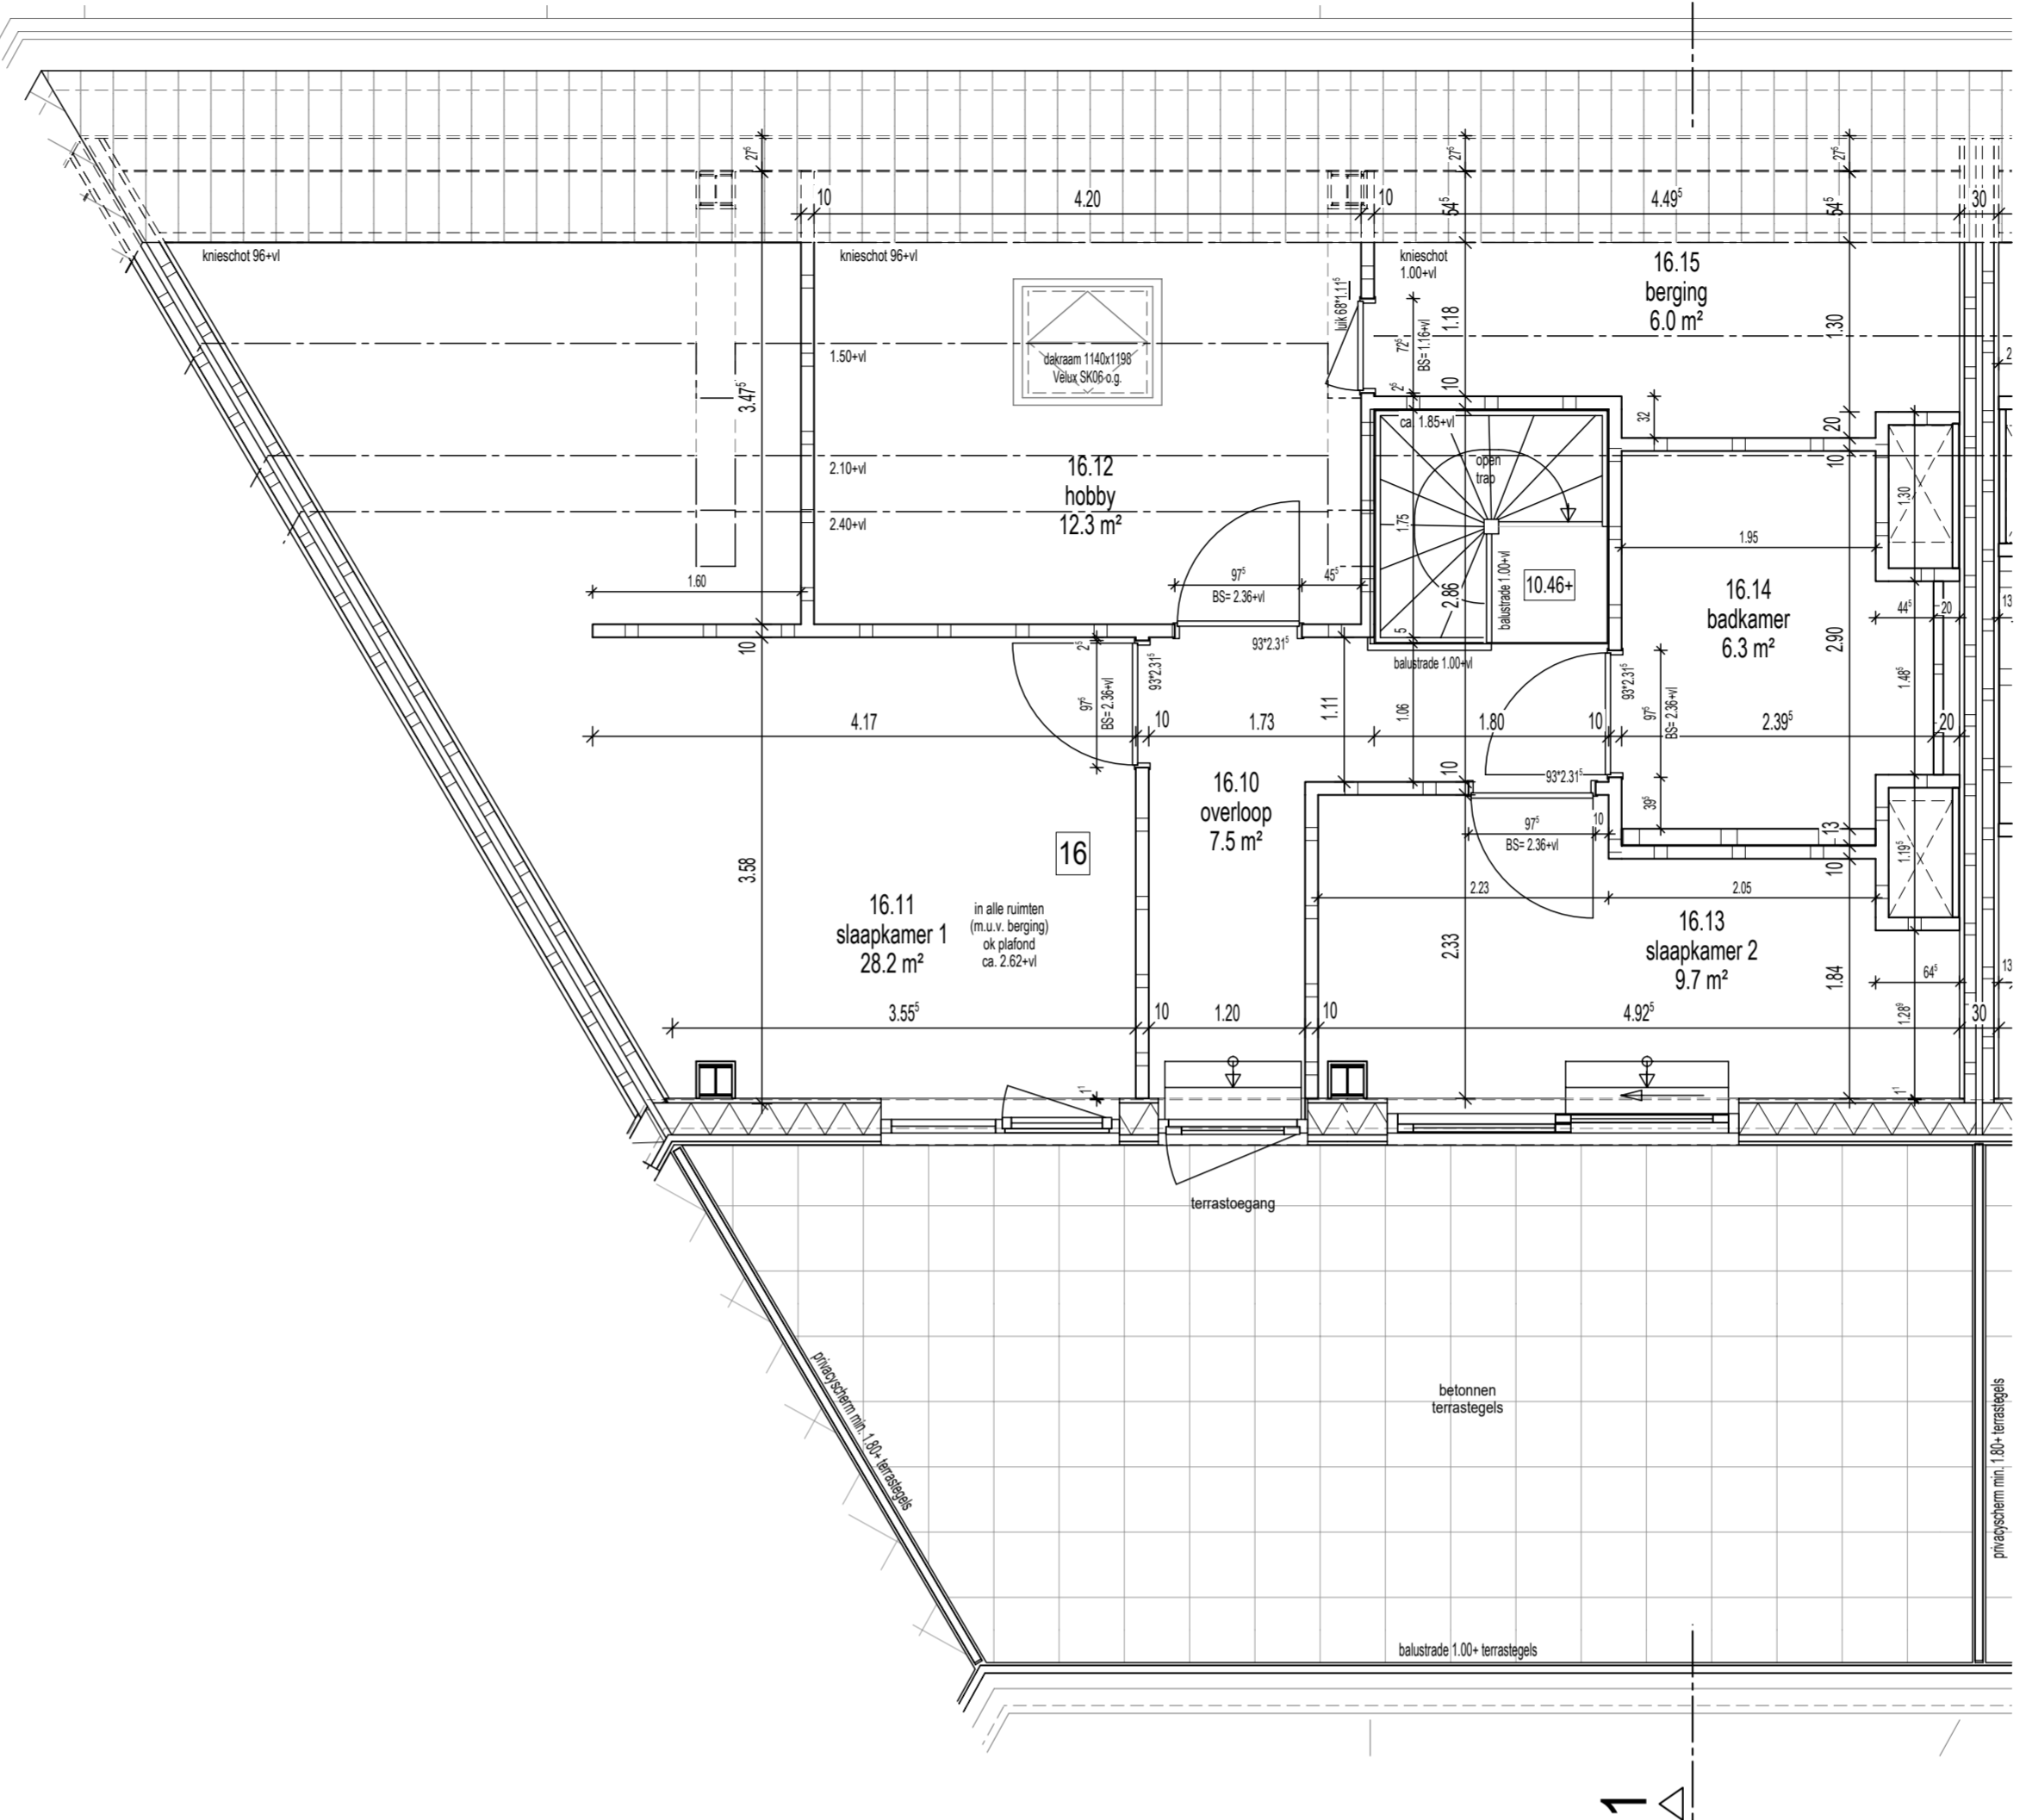 27⁵
27⁵
27⁵
10
4.20
10
54⁵
4.49⁵
54⁵
30
knieschot 96+vl
knieschot 96+vl
knieschot
1.00+vl
16.15
berging
6.0 m²
luik 68*1.11⁵
1.18
72⁵
BS= 1.16+vl
1.30
1.50+vl
dakraam 1140x1198
Velux SK06 o.g.
2
3.47⁵
2⁵
10
32
20
ca. 1.85+vl
10
2.10+vl
16.12
hobby
12.3 m²
open
trap
1.30
2.40+vl
1.75
1.95
1.60
97⁵
BS= 2.36+vl
45⁵
2.86
balustrade 1.00+vl
10.46+
16.14
badkamer
6.3 m²
44⁵
20
13
10
2⁵
93*2.31⁵
93*2.31⁵
5
balustrade 1.00+vl
2.90
93*2.31⁵
1.48⁵
97⁵
BS= 2.36+vl
97⁵
BS= 2.36+vl
4.17
10
1.73
1.11
1.06
1.80
10
2.39⁵
20
10
93*2.31⁵
16.10
overloop
7.5 m²
39⁵
97⁵
BS= 2.36+vl
10
13
16
3.58
10
1.19⁵
2.23
2.05
16.11
slaapkamer 1
28.2 m²
in alle ruimten
(m.u.v. berging)
ok plafond
ca. 2.62+vl
2.33
16.13
slaapkamer 2
9.7 m²
1.84
64⁵
13
3.55⁵
10
1.20
10
4.92⁵
1.28⁹
30
1¹
1¹
terrastoegang
privacyscherm min. 1.80+ terrastegels
betonnen
terrastegels
privacyscherm min. 1.80+ terrastegels
balustrade 1.00+ terrastegels
1